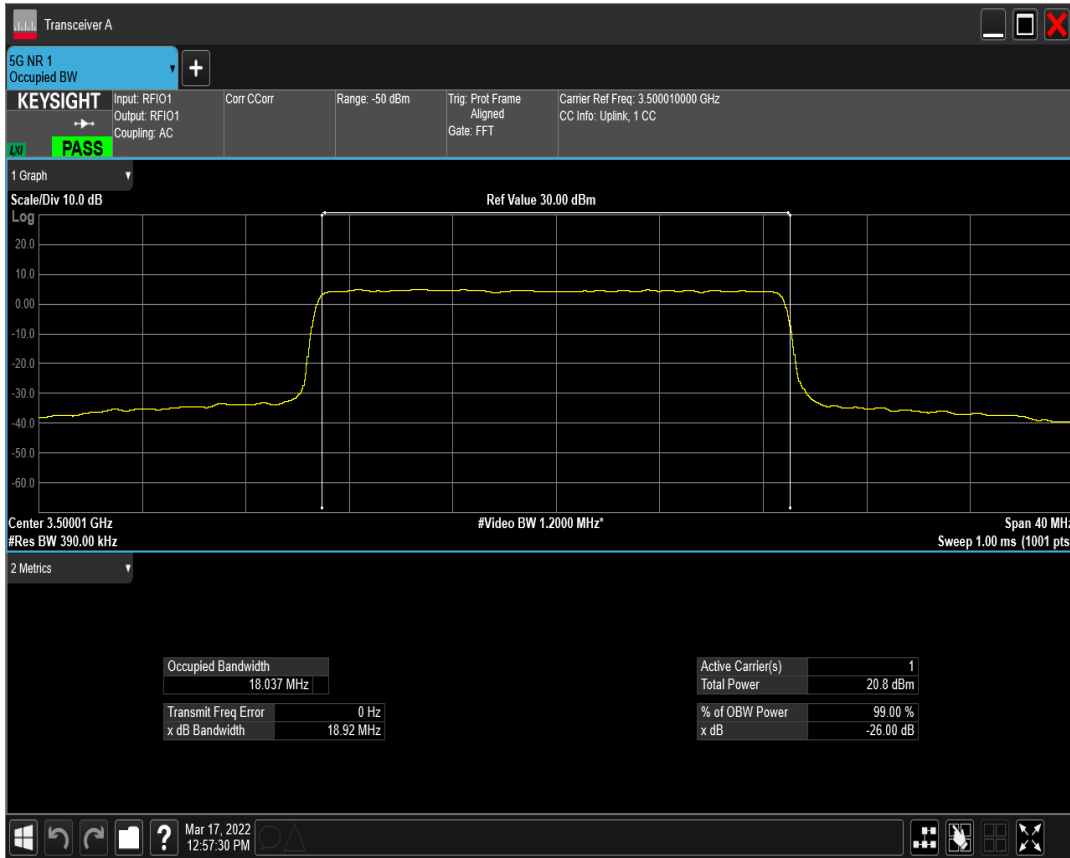 Transceiver A
5G NR 1
Occupied BW
KEYSIGHT
LXI
PASS
Input: RFIO1
Output: RFIO1
Coupling: AC
Corr CCorr
Range: -50 dBm
Trig: Prot Frame
Aligned
Gate: FFT
Carrier Ref Freq: 3.500010000 GHz
CC Info: Uplink, 1 CC
1 Graph
Scale/Div 10.0 dB
Ref Value 30.00 dBm
Log
20.0
10.0
0.00
-10.0
-20.0
-30.0
-40.0
-50.0
-60.0
Center 3.50001 GHz
#Video BW 1.2000 MHz*
Span 40 MHz
#Res BW 390.00 kHz
Sweep 1.00 ms (1001 pts
2 Metrics
Occupied Bandwidth
18.037 MHz
Transmit Freq Error 0 Hz
x dB Bandwidth 18.92 MHz
Active Carrier(s) 1
Total Power 20.8 dBm
% of OBW Power 99.00 %
x dB -26.00 dB
?
Mar 17, 2022
12:57:30 PM